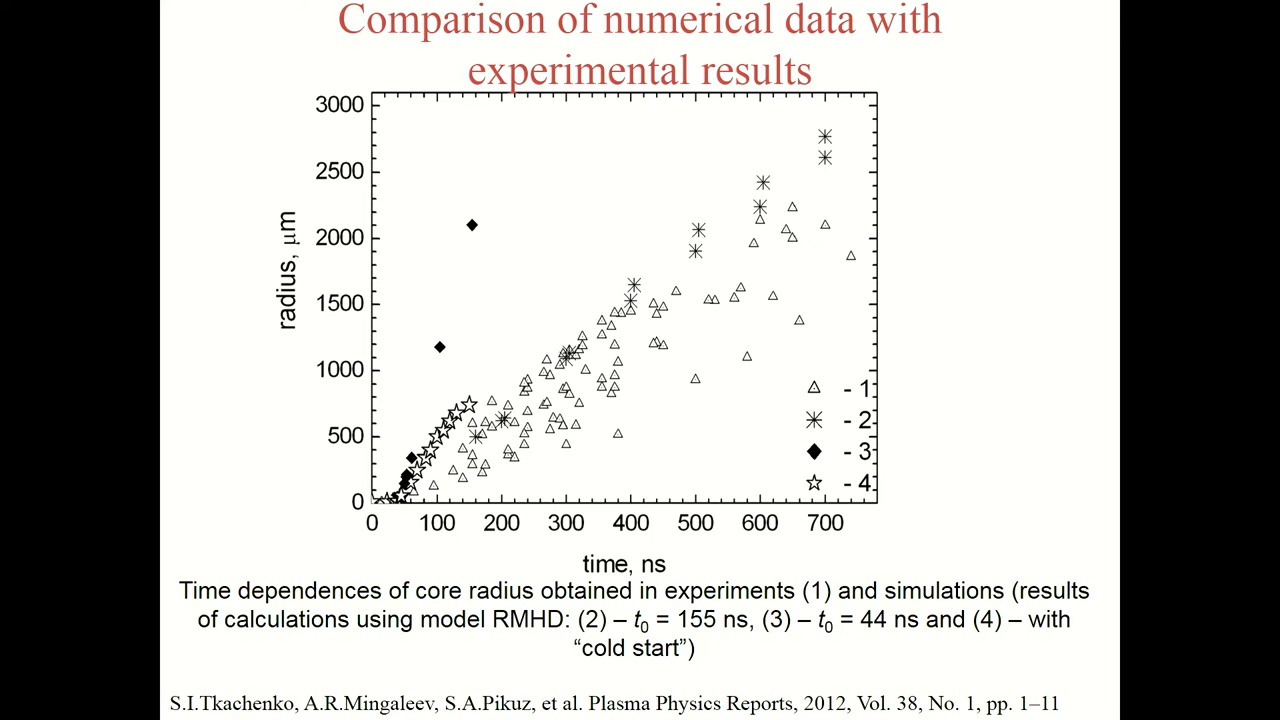 Comparison of numerical data with
experimental results
3000
2500
2000
1500
1000
500
0
radius, μm
0 100 200 300 400 500 600 700
time, ns
- 1
- 2
- 3
- 4
Time dependences of core radius obtained in experiments (1) and simulations (results
of calculations using model RMHD: (2) – t0 = 155 ns, (3) – t0 = 44 ns and (4) – with
“cold start”)
S.I.Tkachenko, A.R.Mingaleev, S.A.Pikuz, et al. Plasma Physics Reports, 2012, Vol. 38, No. 1, pp. 1–11